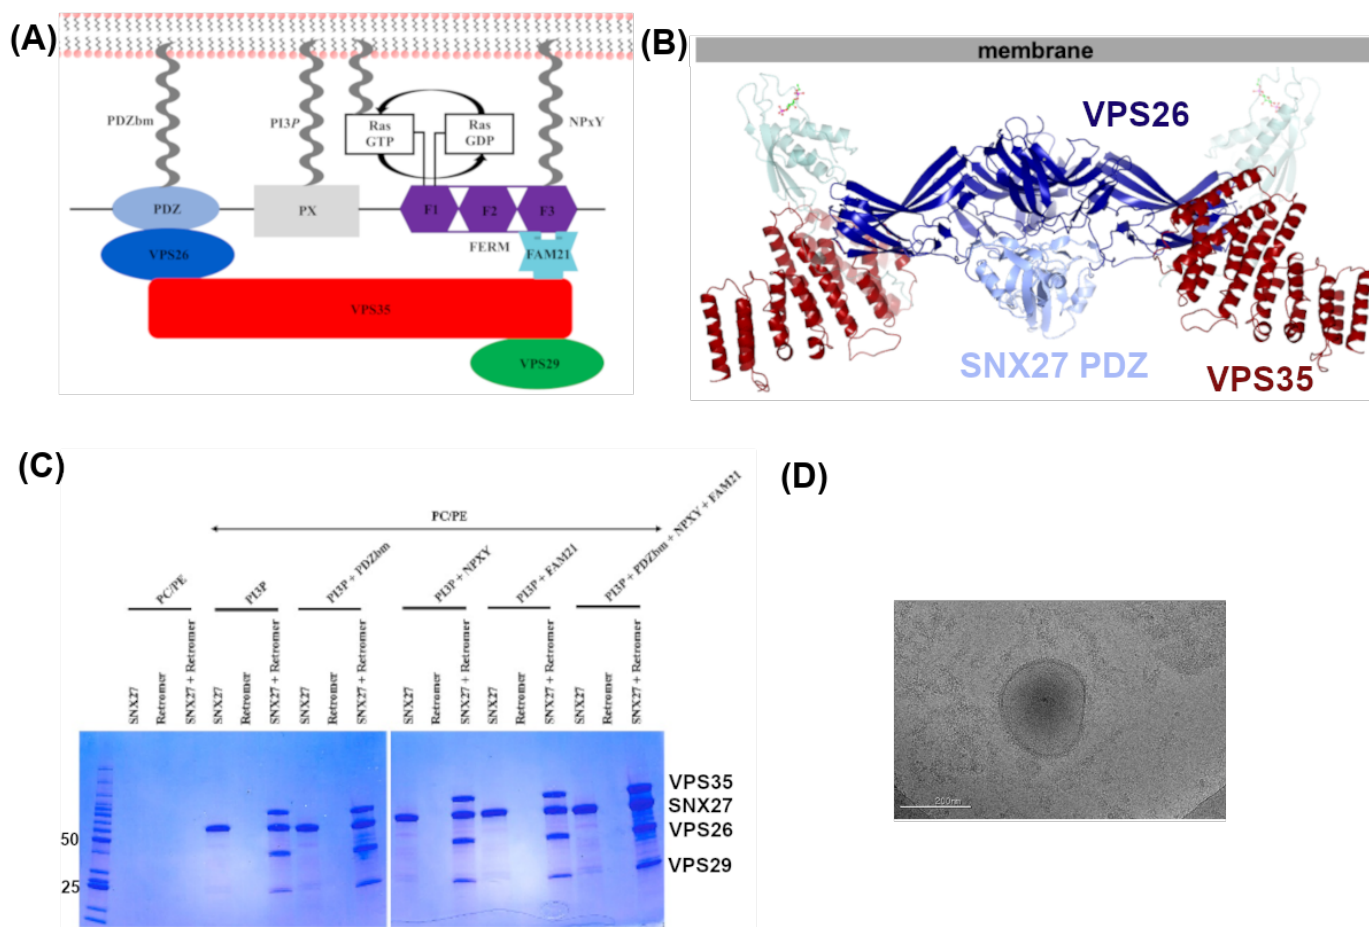 (A)
PDZbm
PI3P
Ras
GTP
Ras
GDP
NPxY
PDZ
PX
F1
F2
F3
FERM
VPS26
FAM21
VPS35
VPS29
(B)
membrane
VPS26
SNX27 PDZ
VPS35
(C)
PC/PE
PC/PE
PI3P
PI3P + PDZbm
PI3P + NPXY
PI3P + FAM21
PI3P + PDZbm + NPXY + FAM21
SNX27
Retromer
SNX27 + Retromer
SNX27
Retromer
SNX27 + Retromer
SNX27
Retromer
SNX27 + Retromer
SNX27
Retromer
SNX27 + Retromer
SNX27
Retromer
SNX27 + Retromer
SNX27
Retromer
SNX27 + Retromer
50
25
VPS35
SNX27
VPS26
VPS29
(D)
200nm